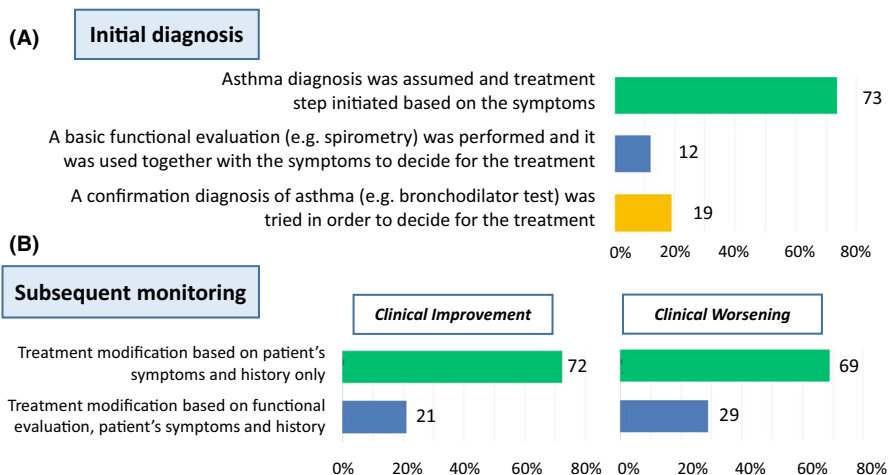 (A)
Initial diagnosis
Asthma diagnosis was assumed and treatment
step initiated based on the symptoms
73
A basic functional evaluation (e.g. spirometry) was performed and it
was used together with the symptoms to decide for the treatment
12
A confirmation diagnosis of asthma (e.g. bronchodilator test) was
tried in order to decide for the treatment
19
0% 20% 40% 60% 80%
(B)
Subsequent monitoring
Clinical Improvement
Clinical Worsening
Treatment modification based on patient's
symptoms and history only
72
69
Treatment modification based on functional
evaluation, patient's symptoms and history
21
29
0% 20% 40% 60% 80%
0% 20% 40% 60% 80%